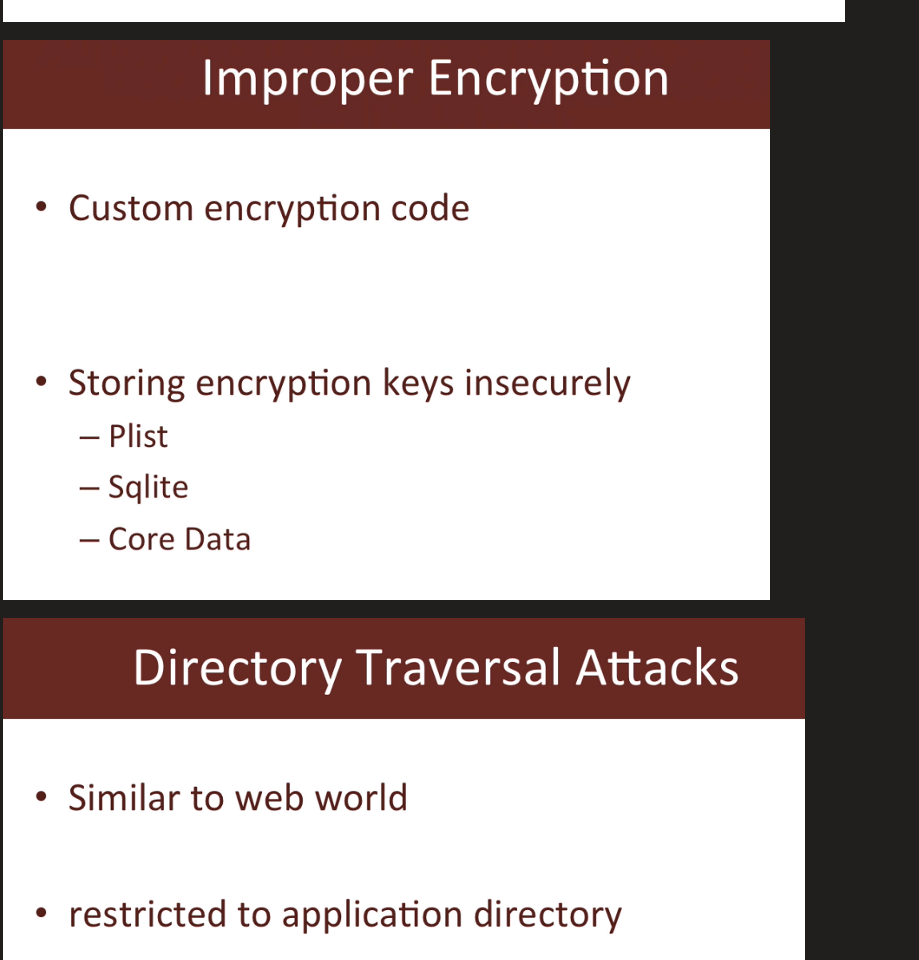 Improper Encryption
• Custom encryption code
• Storing encryption keys insecurely
– Plist
– Sqlite
– Core Data
Directory Traversal Attacks
• Similar to web world
• restricted to application directory